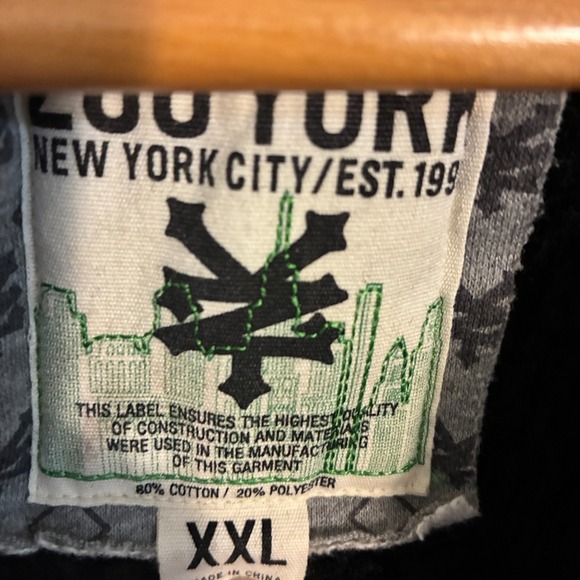 ZOO YORK
NEW YORK CITY/EST. 199
THIS LABEL ENSURES THE HIGHEST QUALITY
OF CONSTRUCTION AND MATERIALS
WERE USED IN THE MANUFACTURING
OF THIS GARMENT
80% COTTON / 20% POLYESTER
XXL
MADE IN CHINA